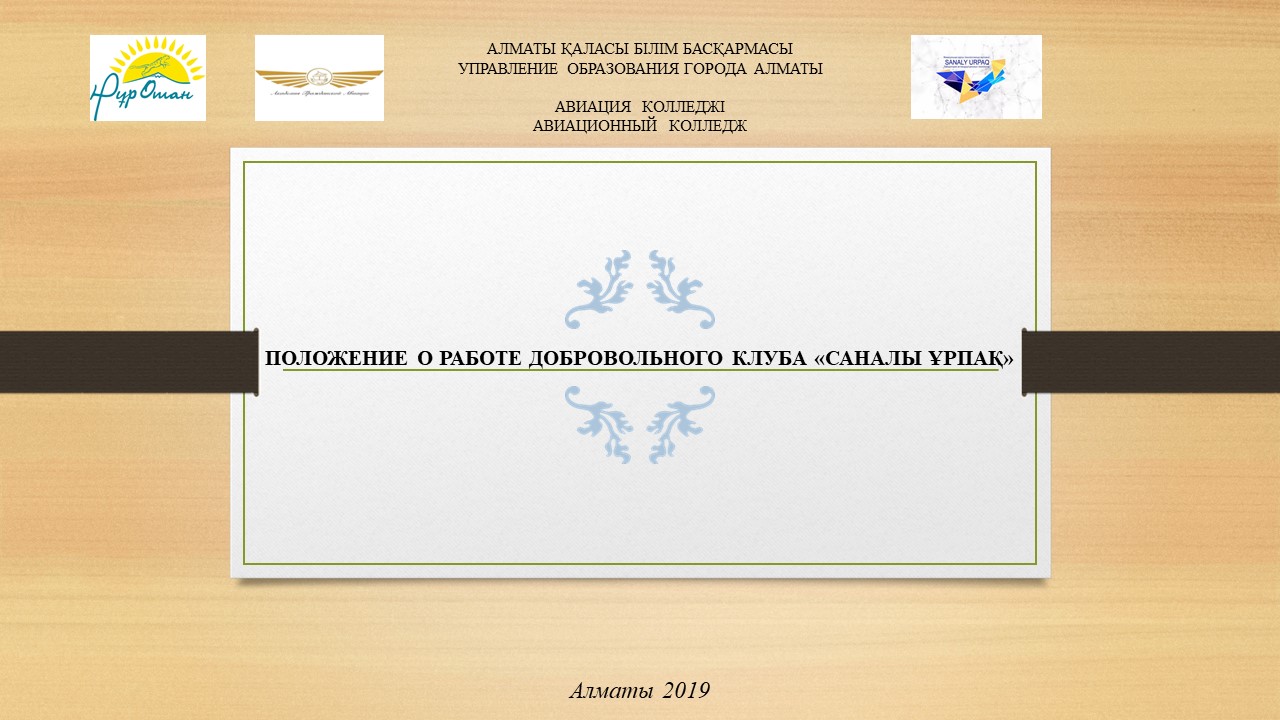 Нұр Отан
Академия Гражданской Авиации
АЛМАТЫ ҚАЛАСЫ БІЛІМ БАСҚАРМАСЫ
УПРАВЛЕНИЕ ОБРАЗОВАНИЯ ГОРОДА АЛМАТЫ
АВИАЦИЯ КОЛЛЕДЖІ
АВИАЦИОННЫЙ КОЛЛЕДЖ
SANALY URPAQ
ПОЛОЖЕНИЕ О РАБОТЕ ДОБРОВОЛЬНОГО КЛУБА «САНАЛЫ ҰРПАҚ»
Алматы 2019